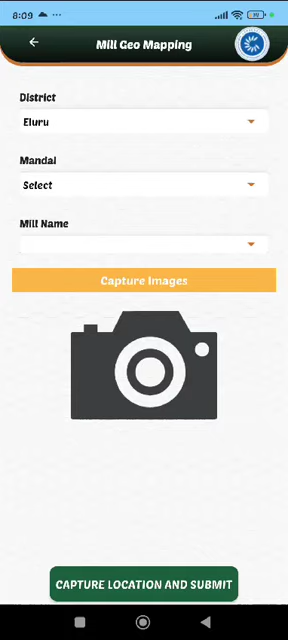 8:09
Mill Geo Mapping
District
Eluru
Mandal
Select
Mill Name
Capture Images
CAPTURE LOCATION AND SUBMIT